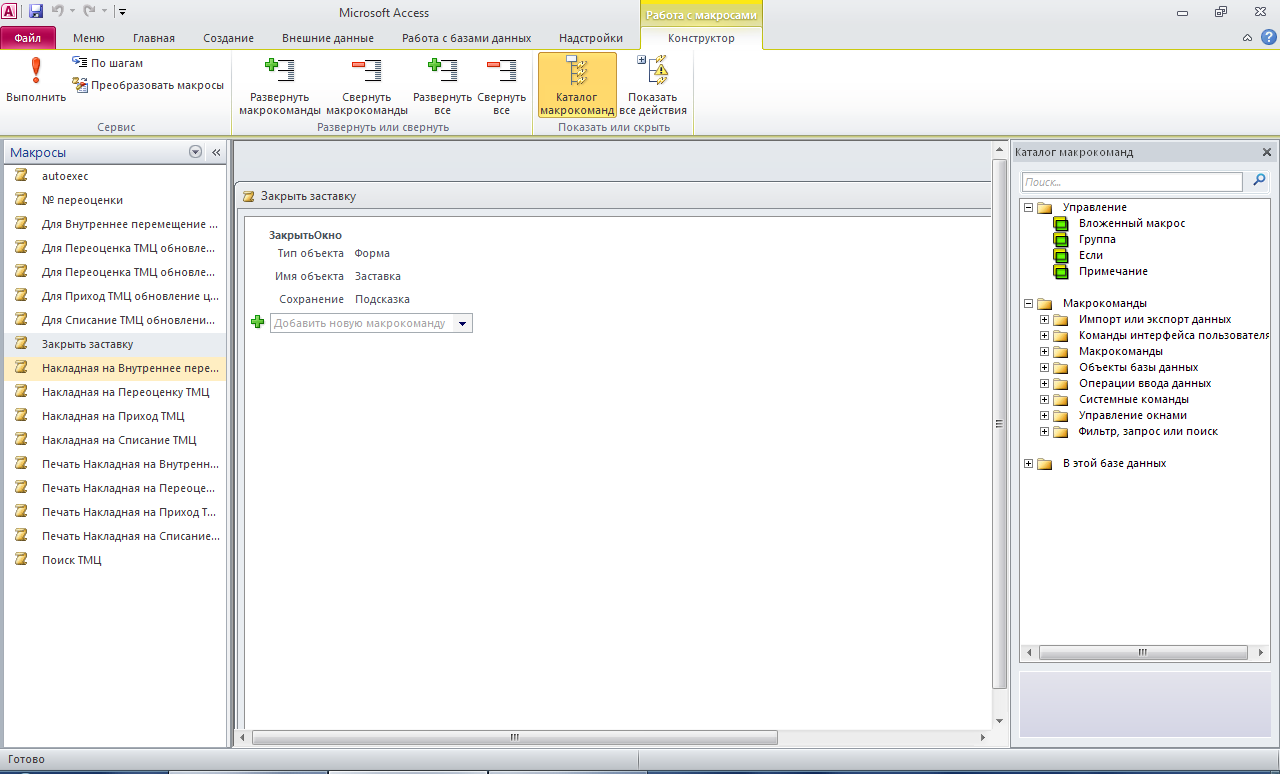 Microsoft Access
Работа с макросами
Файл
Меню
Главная
Создание
Внешние данные
Работа с базами данных
Надстройки
Конструктор
Выполнить
По шагам
Преобразовать макросы
Сервис
Развернуть макрокоманды
Свернуть макрокоманды
Развернуть все
Свернуть все
Развернуть или свернуть
Каталог макрокоманд
Показать все действия
Показать или скрыть
Макросы
autoexec
№ переоценки
Для Внутреннее перемещение ...
Для Переоценка ТМЦ обновле...
Для Переоценка ТМЦ обновле...
Для Приход ТМЦ обновление ц...
Для Списание ТМЦ обновлени...
Закрыть заставку
Накладная на Внутреннее пере...
Накладная на Переоценку ТМЦ
Накладная на Приход ТМЦ
Накладная на Списание ТМЦ
Печать Накладная на Внутренн...
Печать Накладная на Переоце...
Печать Накладная на Приход Т...
Печать Накладная на Списание...
Поиск ТМЦ
Закрыть заставку
ЗакрытьОкно
Тип объекта Форма
Имя объекта Заставка
Сохранение Подсказка
Добавить новую макрокоманду
Каталог макрокоманд
Поиск...
Управление
Вложенный макрос
Группа
Если
Примечание
Макрокоманды
Импорт или экспорт данных
Команды интерфейса пользователя
Макрокоманды
Объекты базы данных
Операции ввода данных
Системные команды
Управление окнами
Фильтр, запрос или поиск
В этой базе данных
Готово